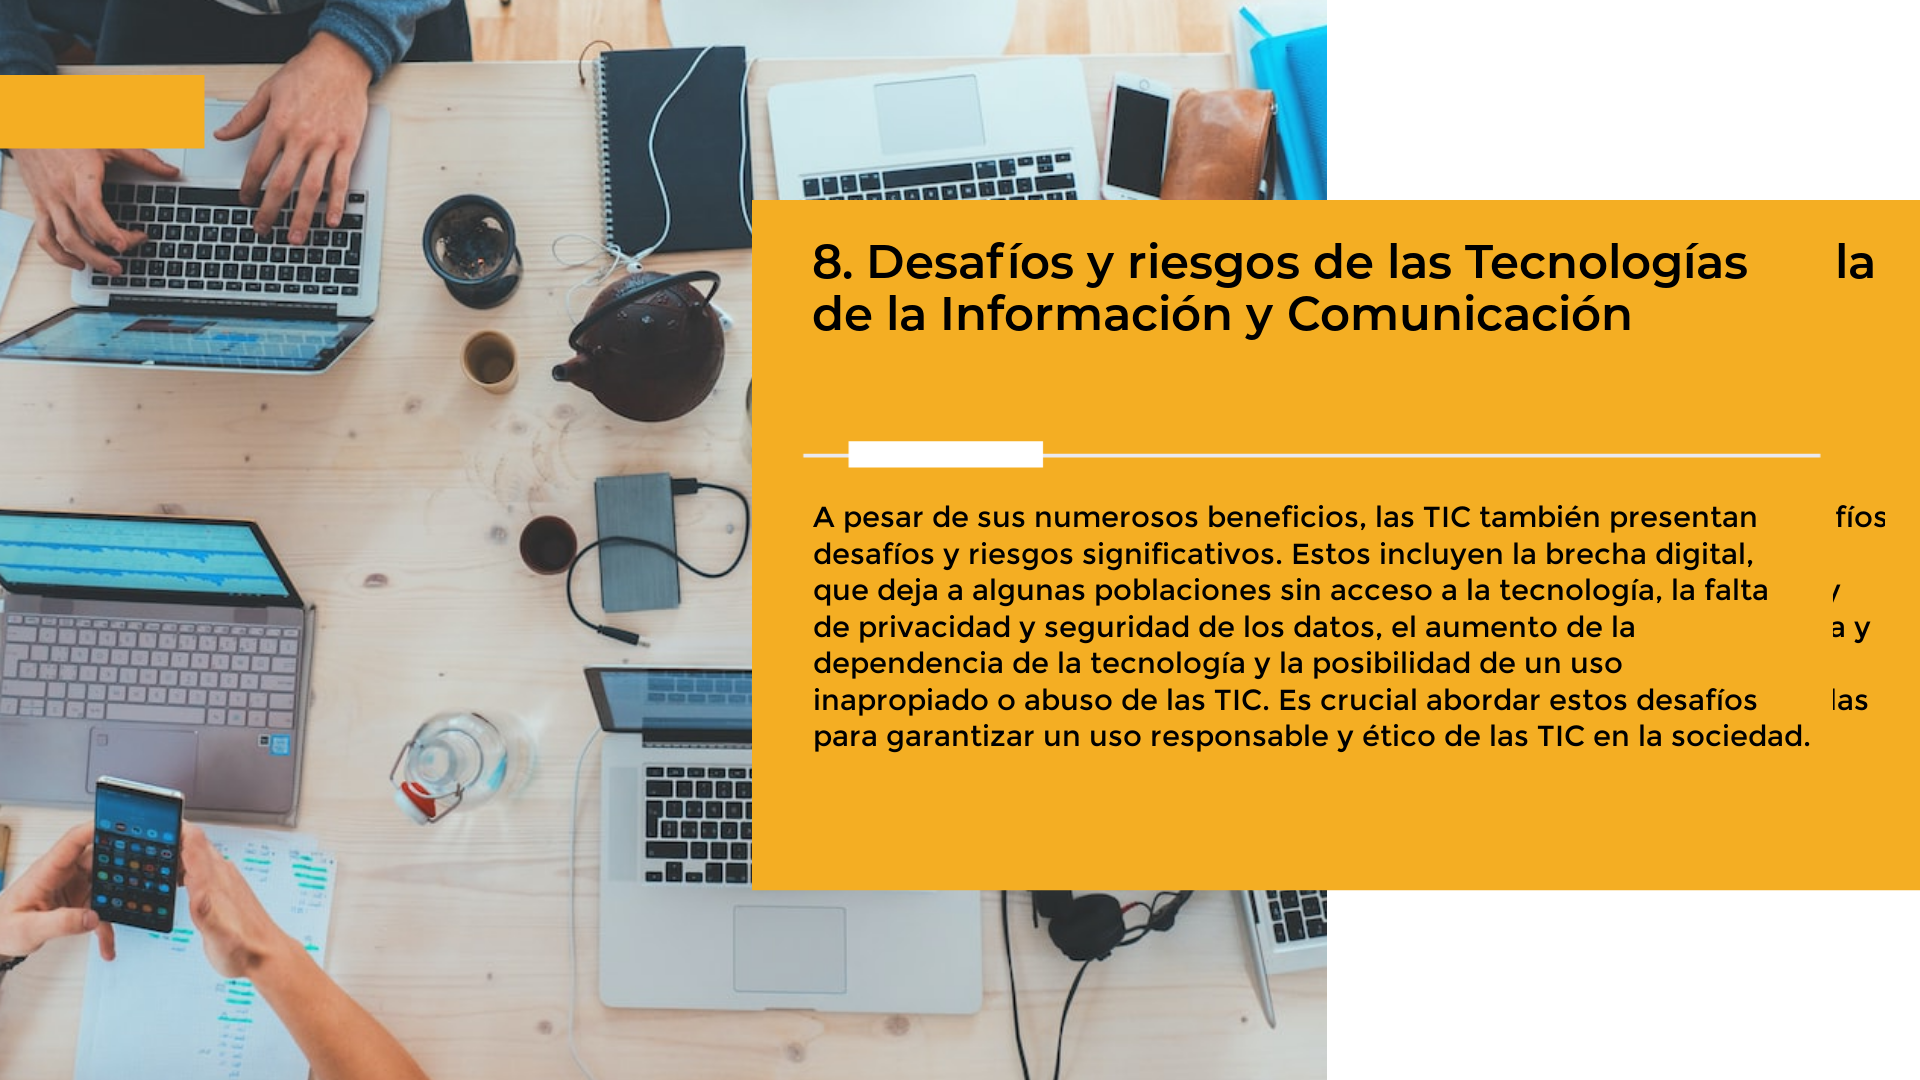 8. Desafíos y riesgos de las Tecnologías la
de la Información y Comunicación
A pesar de sus numerosos beneficios, las TIC también presentan fíos
desafíos y riesgos significativos. Estos incluyen la brecha digital,
que deja a algunas poblaciones sin acceso a la tecnología, la falta y
de privacidad y seguridad de los datos, el aumento de la a y
dependencia de la tecnología y la posibilidad de un uso
inapropiado o abuso de las TIC. Es crucial abordar estos desafíos las
para garantizar un uso responsable y ético de las TIC en la sociedad.